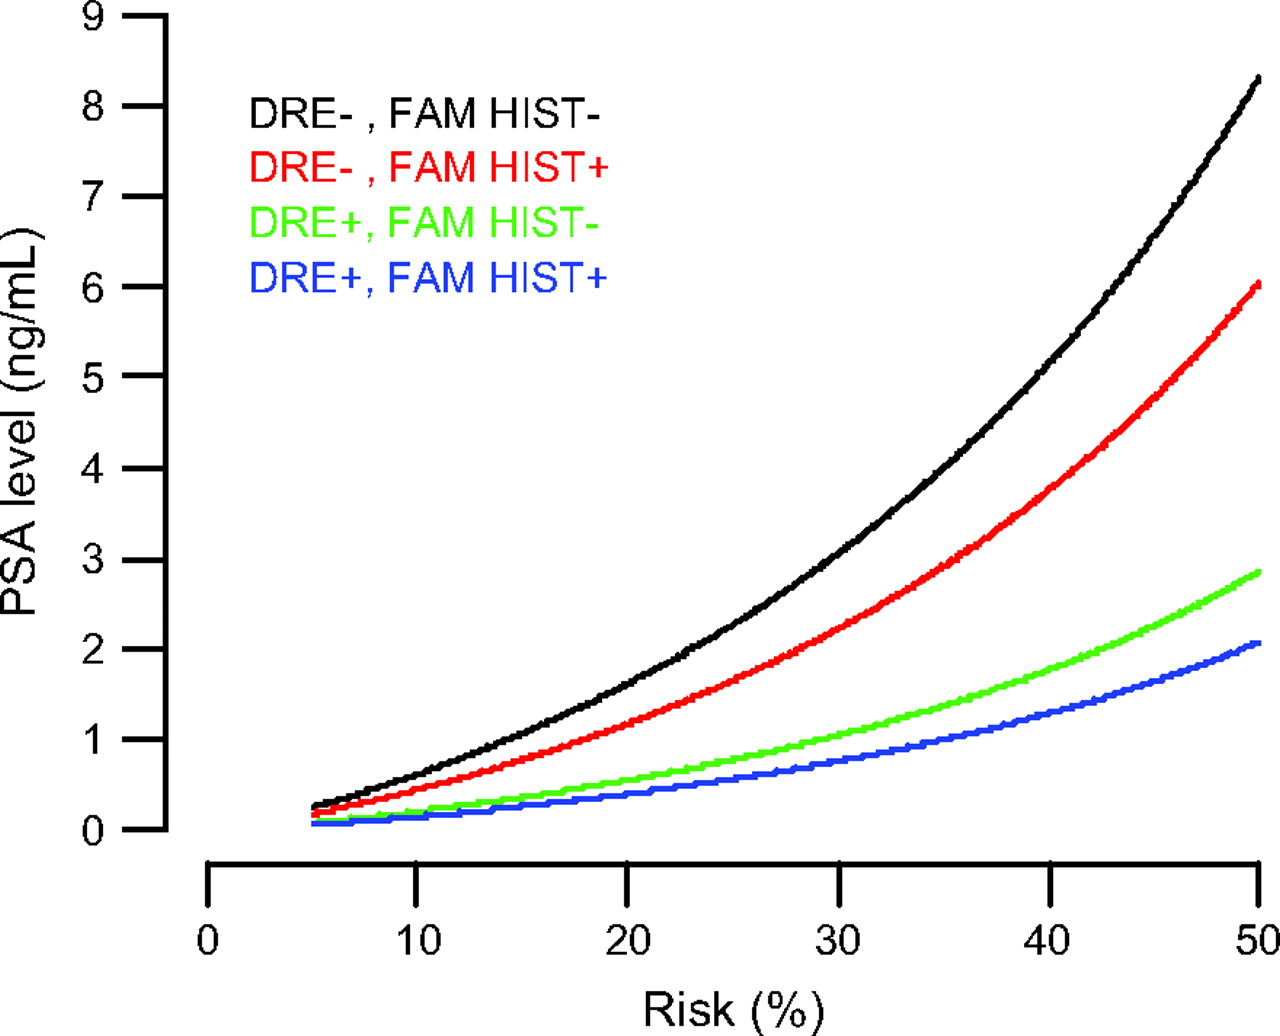 9
8
7
6
5
4
3
2
1
0
PSA level (ng/mL)
DRE- , FAM HIST-
DRE- , FAM HIST+
DRE+, FAM HIST-
DRE+, FAM HIST+
0 10 20 30 40 50
Risk (%)